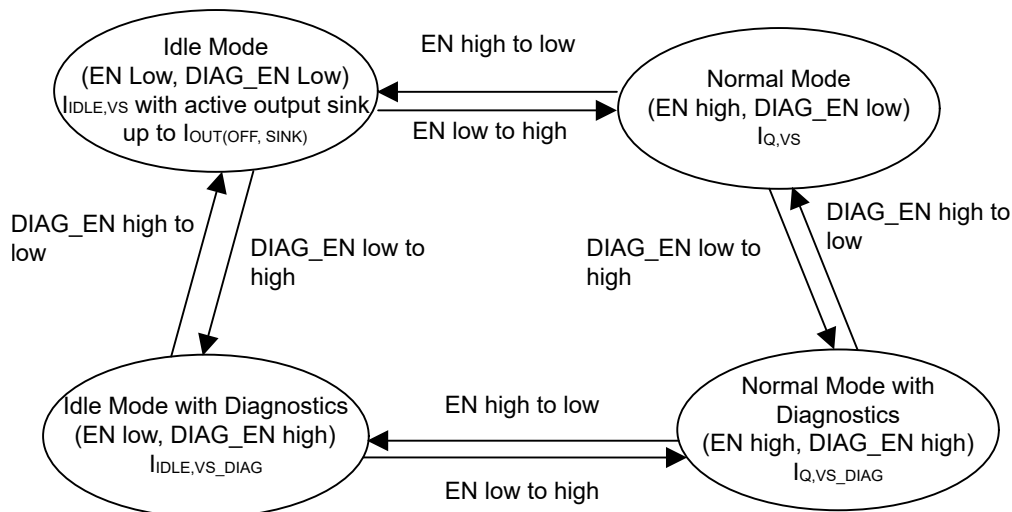 Idle Mode
(EN Low, DIAG_EN Low)
IIDLE,VS with active output sink
up to IOUT(OFF, SINK)
EN high to low
EN low to high
Normal Mode
(EN high, DIAG_EN low)
IQ,VS
DIAG_EN high to
low
DIAG_EN low to
high
DIAG_EN low to
high
DIAG_EN high to
low
Idle Mode with Diagnostics
(EN low, DIAG_EN high)
IIDLE,VS_DIAG
EN high to low
EN low to high
Normal Mode with
Diagnostics
(EN high, DIAG_EN high)
IQ,VS_DIAG